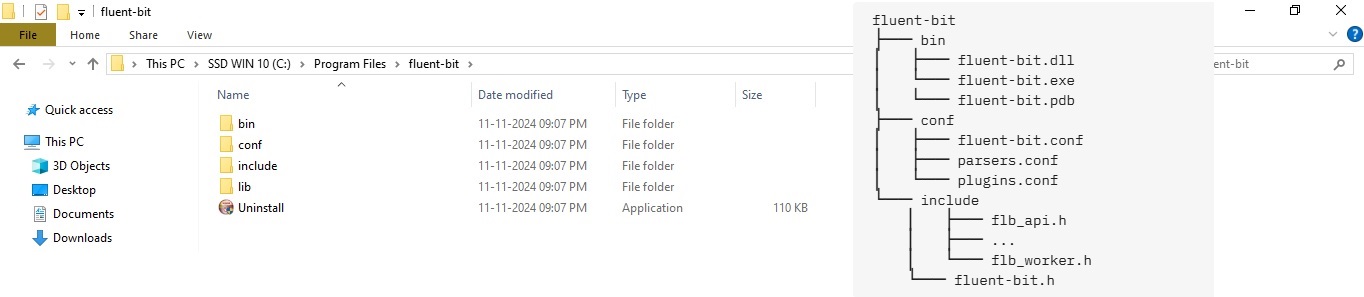 fluent-bit
File Home Share View
This PC > SSD WIN 10 (C:) > Program Files > fluent-bit >
-bit
Name Date modified Type Size
Quick access
This PC
3D Objects
Desktop
Documents
Downloads
bin 11-11-2024 09:07 PM File folder
conf 11-11-2024 09:07 PM File folder
include 11-11-2024 09:07 PM File folder
lib 11-11-2024 09:07 PM File folder
Uninstall 11-11-2024 09:07 PM Application 110 KB
fluent-bit
├── bin
│   ├── fluent-bit.dll
│   └── fluent-bit.exe
│   └── fluent-bit.pdb
├── conf
│   ├── fluent-bit.conf
│   ├── parsers.conf
│   └── plugins.conf
└── include
    │   ├── flb_api.h
    │   ├── ...
    │   └── flb_worker.h
    └── fluent-bit.h